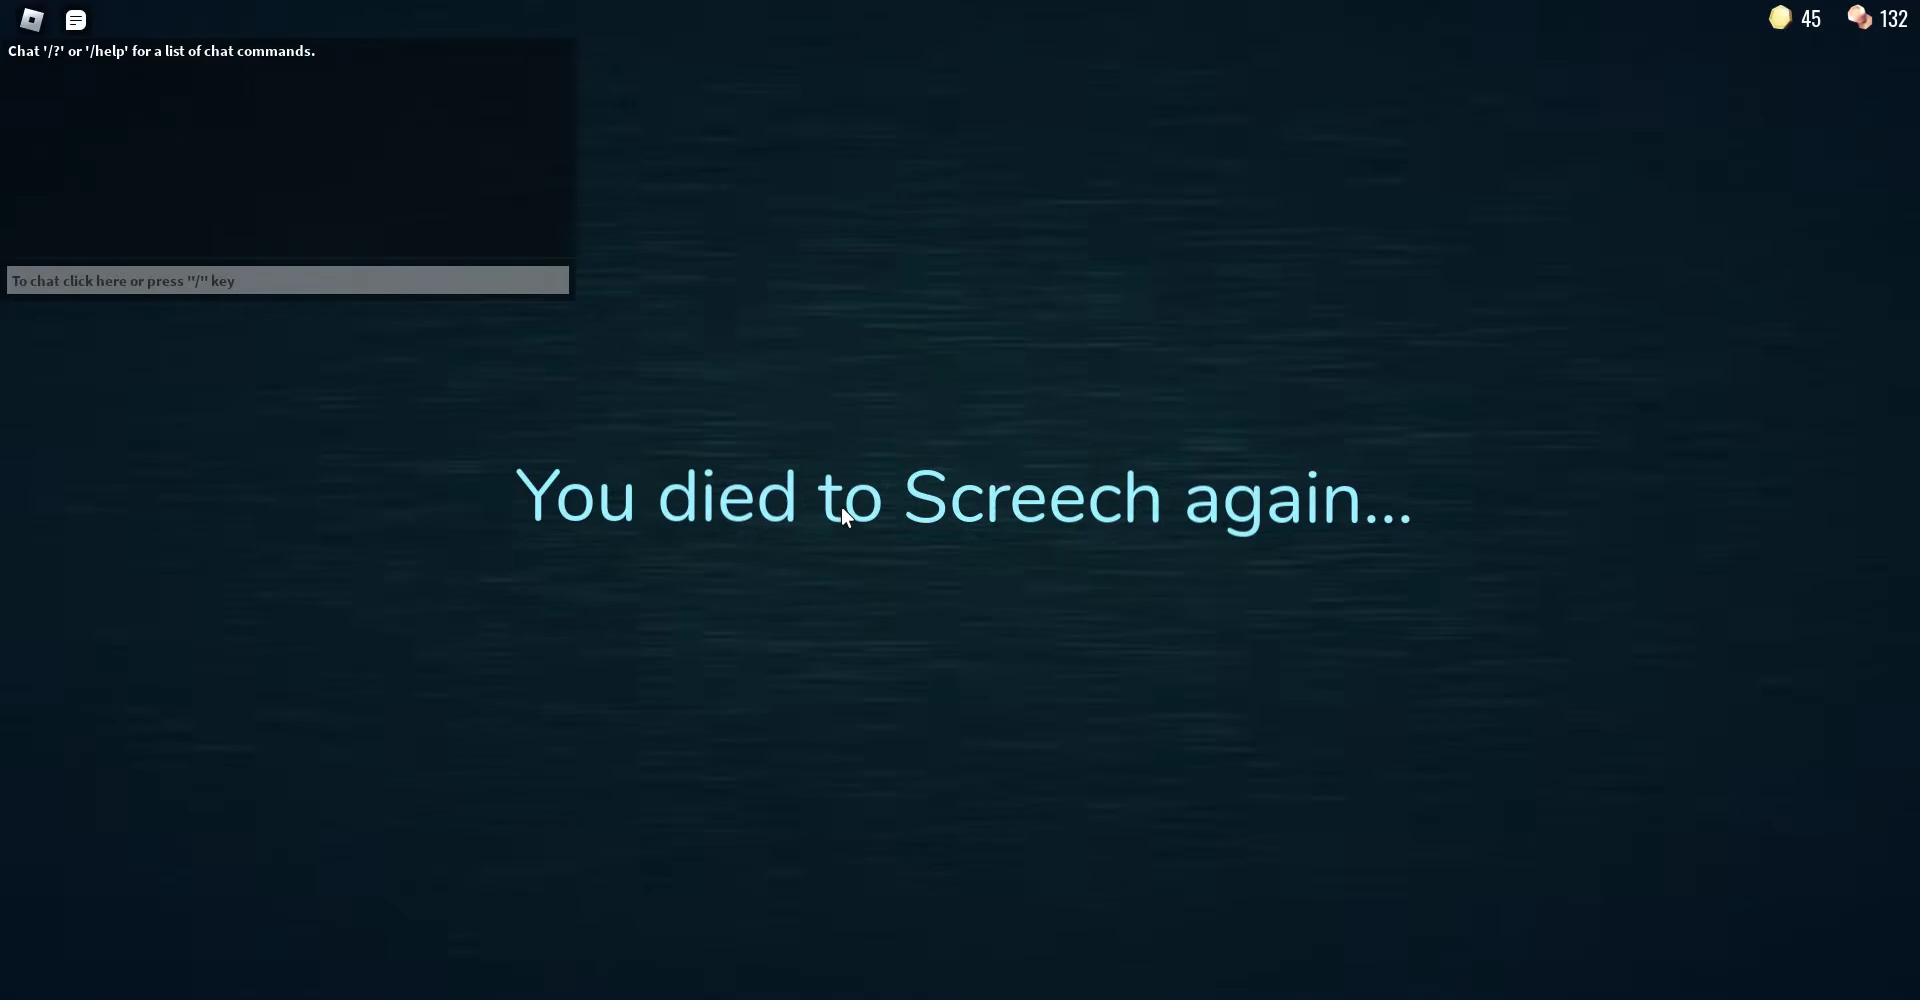 45 132
Chat '/?' or '/help' for a list of chat commands.
To chat click here or press "/" key
You died to Screech again...